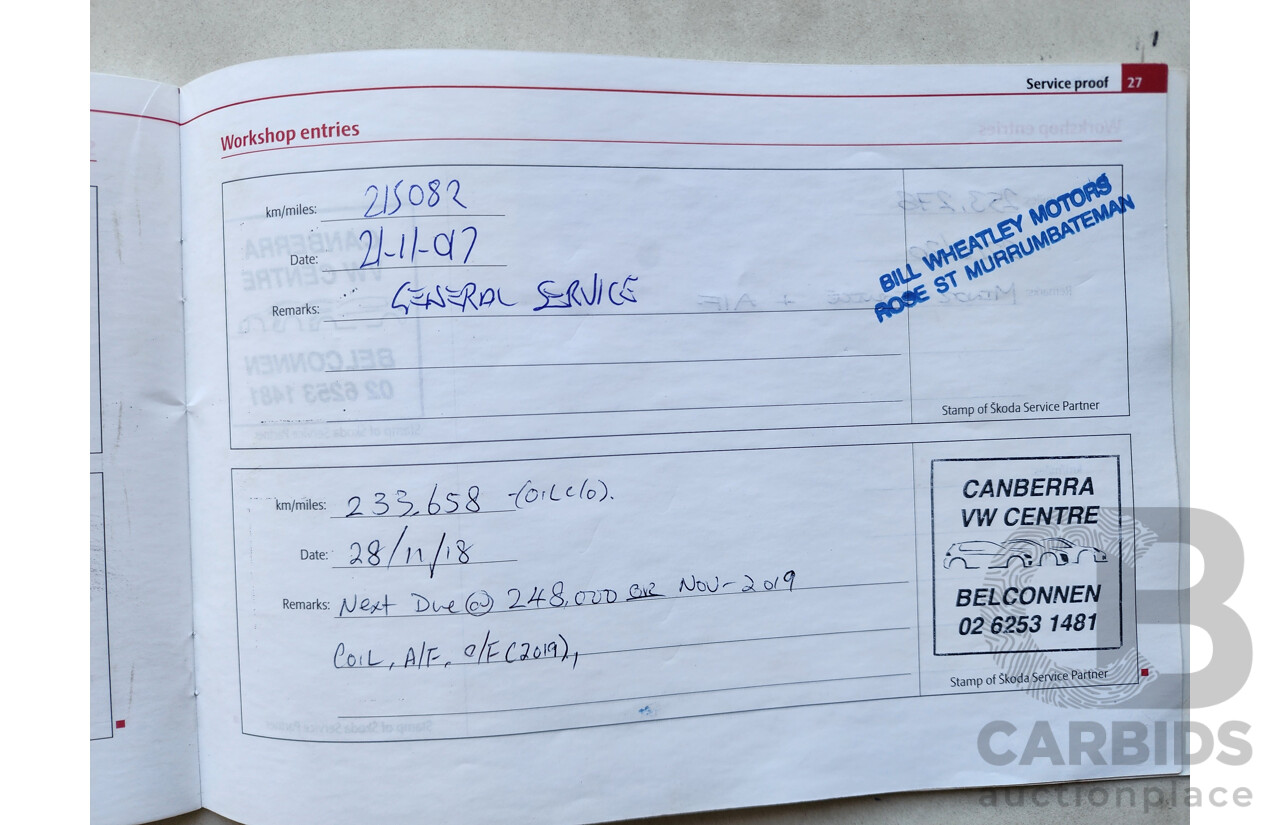 Service proof 27
Workshop entries
km/miles: 215082
Date: 21-11-017
Remarks: GENERAL SERVICE
BILL WHEATLEY MOTORS
ROSE ST MURRUMBATEMAN
Stamp of Škoda Service Partner
km/miles: 233,658 -(OIL c/o).
Date: 28/11/18
Remarks: Next Due @ 248,000 OR NOV-2019
COIL, A/F, O/F (2019),
CANBERRA
VW CENTRE
BELCONNEN
02 6253 1481
Stamp of Škoda Service Partner
CARBIDS
auctionplace